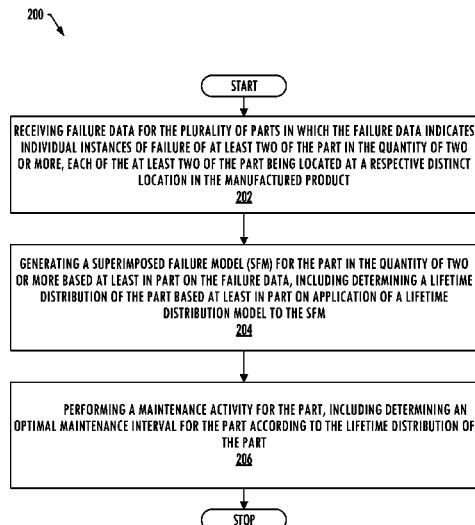 200
START
RECEIVING FAILURE DATA FOR THE PLURALITY OF PARTS IN WHICH THE FAILURE DATA INDICATES
INDIVIDUAL INSTANCES OF FAILURE OF AT LEAST TWO OF THE PART IN THE QUANTITY OF TWO
OR MORE, EACH OF THE AT LEAST TWO OF THE PART BEING LOCATED AT A RESPECTIVE DISTINCT
LOCATION IN THE MANUFACTURED PRODUCT
202
GENERATING A SUPERIMPOSED FAILURE MODEL (SFM) FOR THE PART IN THE QUANTITY OF TWO
OR MORE BASED AT LEAST IN PART ON THE FAILURE DATA, INCLUDING DETERMINING A LIFETIME
DISTRIBUTION OF THE PART BASED AT LEAST IN PART ON APPLICATION OF A LIFETIME
DISTRIBUTION MODEL TO THE SFM
204
PERFORMING A MAINTENANCE ACTIVITY FOR THE PART, INCLUDING DETERMINING AN
OPTIMAL MAINTENANCE INTERVAL FOR THE PART ACCORDING TO THE LIFETIME DISTRIBUTION OF
THE PART
206
STOP